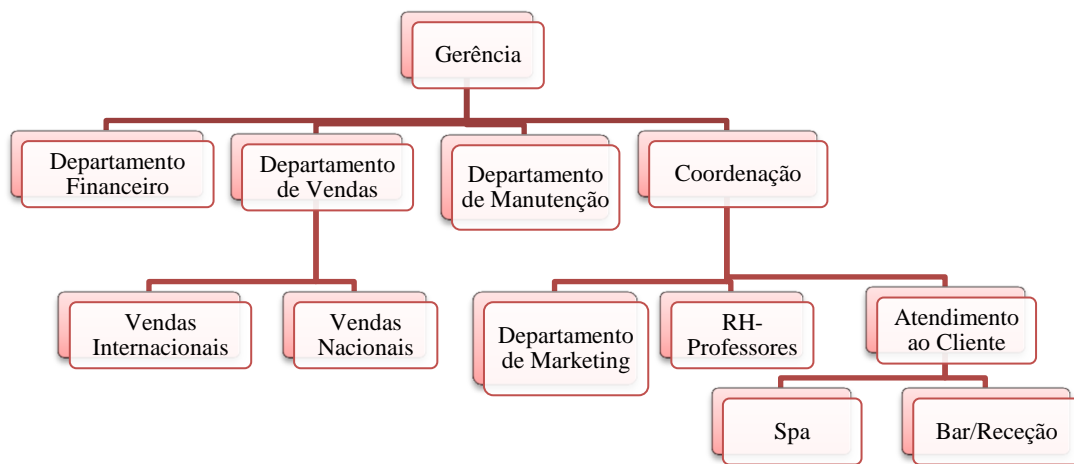 Gerência
Departamento
Financeiro
Departamento
de Vendas
Departamento
de Manutenção
Coordenação
Vendas
Internacionais
Vendas
Nacionais
Departamento
de Marketing
RH-
Professores
Atendimento
ao Cliente
Spa
Bar/Receção